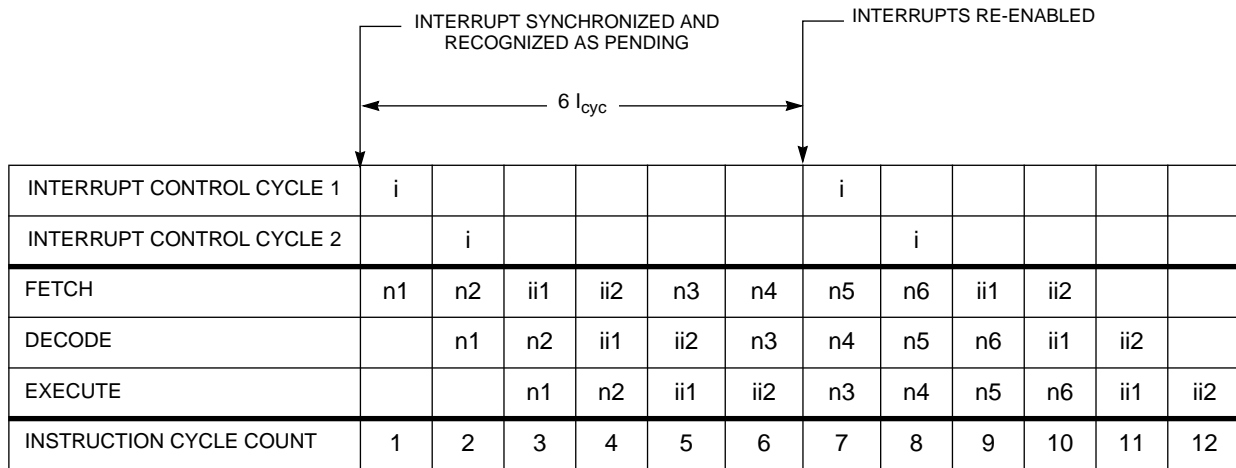 INTERRUPT SYNCHRONIZED AND
RECOGNIZED AS PENDING
INTERRUPTS RE-ENABLED
6 Icyc
INTERRUPT CONTROL CYCLE 1 i i
INTERRUPT CONTROL CYCLE 2 i i
FETCH n1 n2 ii1 ii2 n3 n4 n5 n6 ii1 ii2
DECODE n1 n2 ii1 ii2 n3 n4 n5 n6 ii1 ii2
EXECUTE n1 n2 ii1 ii2 n3 n4 n5 n6 ii1 ii2
INSTRUCTION CYCLE COUNT 1 2 3 4 5 6 7 8 9 10 11 12